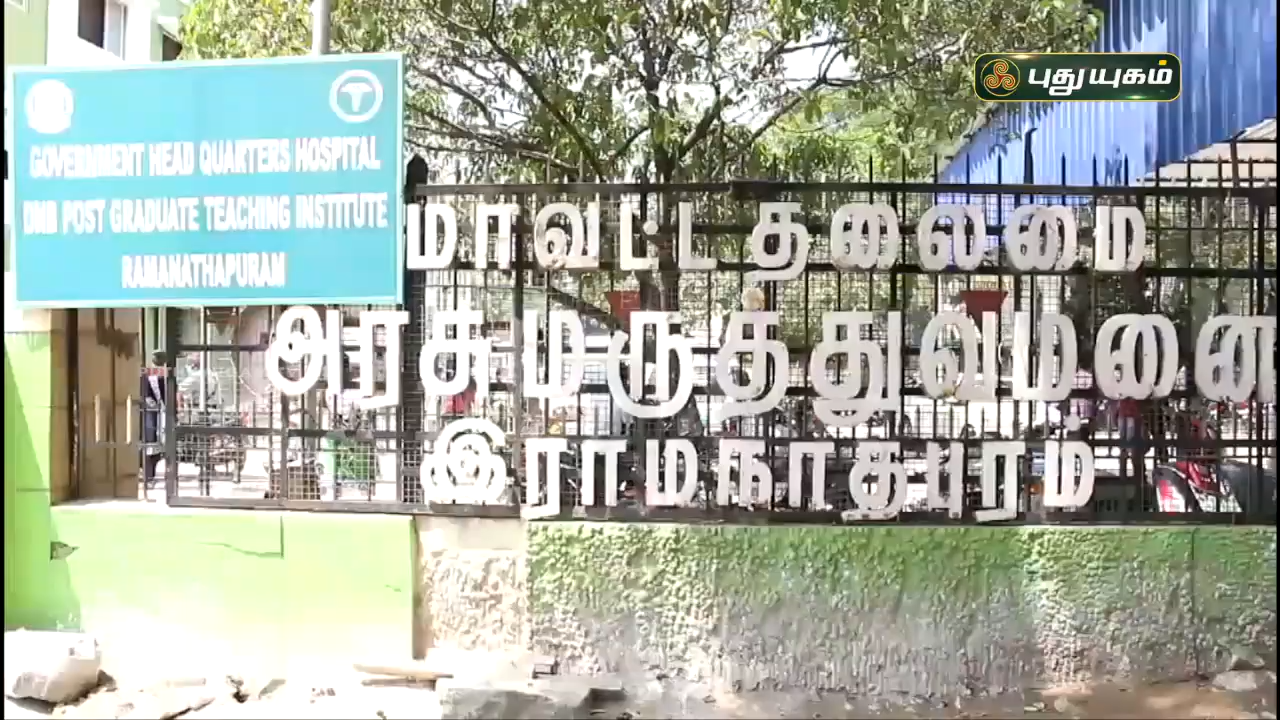 புதுயுகம்
GOVERNMENT HEAD QUARTERS HOSPITAL
DNB POST GRADUATE TEACHING INSTITUTE
RAMANATHAPURAM
மாவட்டதலைமை
அரசுமருத்துவமனை
இராமநாதபுரம்